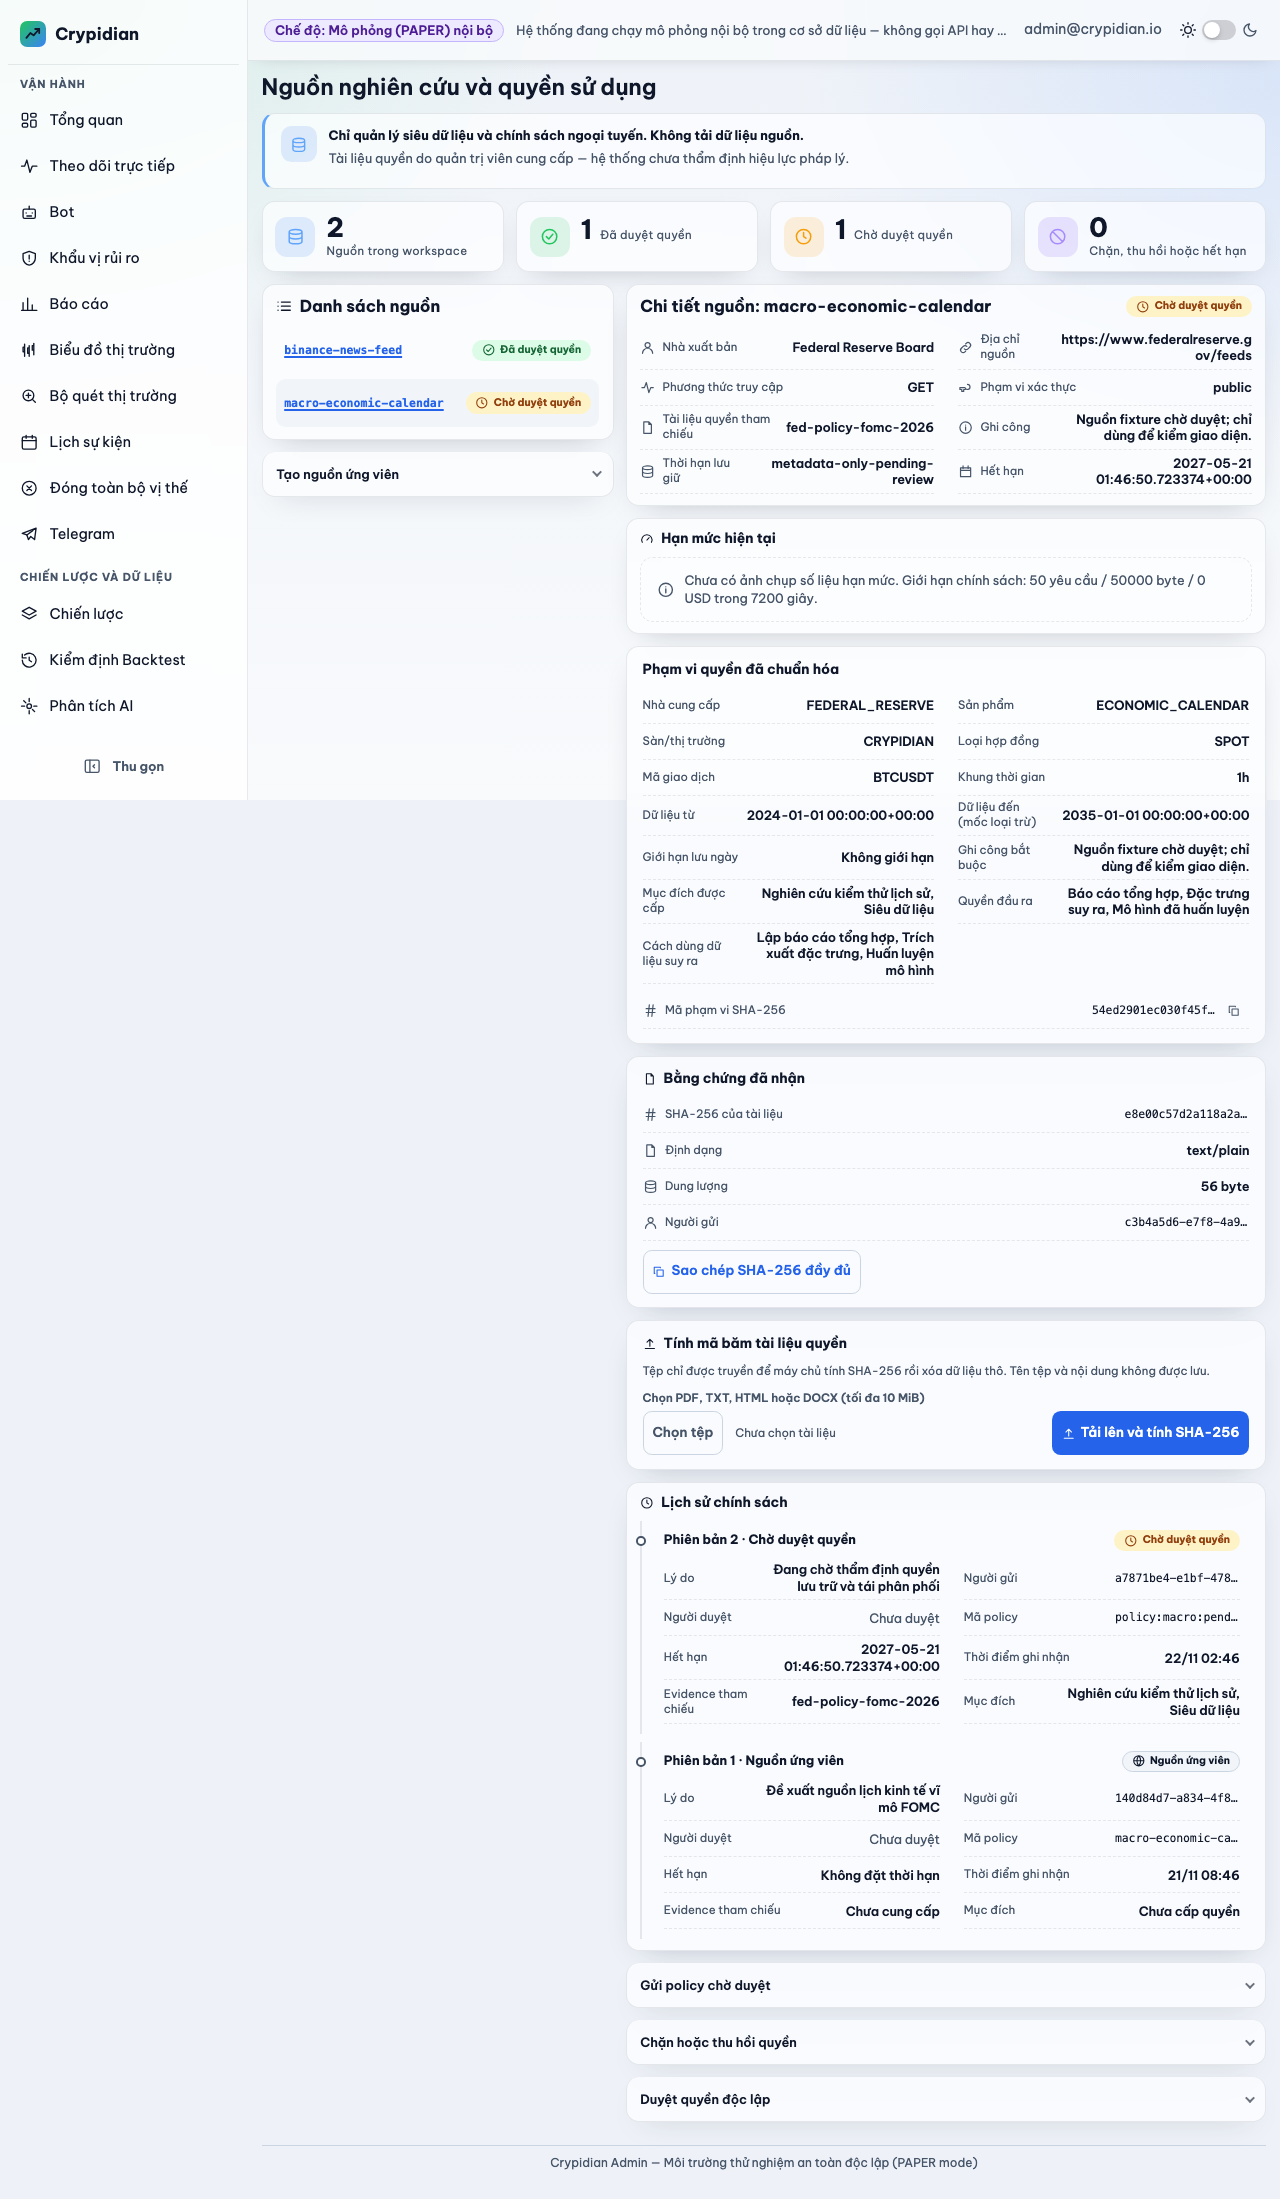 Crypidian
VẬN HÀNH
Tổng quan
Theo dõi trực tiếp
Bot
Khẩu vị rủi ro
Báo cáo
Biểu đồ thị trường
Bộ quét thị trường
Lịch sự kiện
Đóng toàn bộ vị thế
Telegram
CHIẾN LƯỢC VÀ DỮ LIỆU
Chiến lược
Kiểm định Backtest
Phân tích AI
Thu gọn
Chế độ: Mô phỏng (PAPER) nội bộ
Hệ thống đang chạy mô phỏng nội bộ trong cơ sở dữ liệu — không gọi API hay ...
admin@crypidian.io
Nguồn nghiên cứu và quyền sử dụng
Chỉ quản lý siêu dữ liệu và chính sách ngoại tuyến. Không tải dữ liệu nguồn.
Tài liệu quyền do quản trị viên cung cấp — hệ thống chưa thẩm định hiệu lực pháp lý.
2
Nguồn trong workspace
1 Đã duyệt quyền
1 Chờ duyệt quyền
0
Chặn, thu hồi hoặc hết hạn
Danh sách nguồn
binance-news-feed
Đã duyệt quyền
macro-economic-calendar
Chờ duyệt quyền
Tạo nguồn ứng viên
Chi tiết nguồn: macro-economic-calendar
Chờ duyệt quyền
Nhà xuất bản
Federal Reserve Board
Địa chỉ
nguồn
https://www.federalreserve.g
ov/feeds
Phương thức truy cập
GET
Phạm vi xác thực
public
Tài liệu quyền tham
chiếu
fed-policy-fomc-2026
Ghi công
Nguồn fixture chờ duyệt; chỉ
dùng để kiểm giao diện.
Thời hạn lưu
giữ
metadata-only-pending-
review
Hết hạn
2027-05-21
01:46:50.723374+00:00
Hạn mức hiện tại
Chưa có ảnh chụp số liệu hạn mức. Giới hạn chính sách: 50 yêu cầu / 50000 byte / 0
USD trong 7200 giây.
Phạm vi quyền đã chuẩn hóa
Nhà cung cấp
FEDERAL_RESERVE
Sản phẩm
ECONOMIC_CALENDAR
Sàn/thị trường
CRYPIDIAN
Loại hợp đồng
SPOT
Mã giao dịch
BTCUSDT
Khung thời gian
1h
Dữ liệu từ
2024-01-01 00:00:00+00:00
Dữ liệu đến
(mốc loại trừ)
2035-01-01 00:00:00+00:00
Giới hạn lưu ngày
Không giới hạn
Ghi công bắt
buộc
Nguồn fixture chờ duyệt; chỉ
dùng để kiểm giao diện.
Mục đích được
cấp
Nghiên cứu kiểm thử lịch sử,
Siêu dữ liệu
Quyền đầu ra
Báo cáo tổng hợp, Đặc trưng
suy ra, Mô hình đã huấn luyện
Cách dùng dữ
liệu suy ra
Lập báo cáo tổng hợp, Trích
xuất đặc trưng, Huấn luyện
mô hình
Mã phạm vi SHA-256
54ed2901ec030f45f…
Bằng chứng đã nhận
SHA-256 của tài liệu
e8e00c57d2a118a2a…
Định dạng
text/plain
Dung lượng
56 byte
Người gửi
c3b4a5d6-e7f8-4a9…
Sao chép SHA-256 đầy đủ
Tính mã băm tài liệu quyền
Tệp chỉ được truyền để máy chủ tính SHA-256 rồi xóa dữ liệu thô. Tên tệp và nội dung không được lưu.
Chọn PDF, TXT, HTML hoặc DOCX (tối đa 10 MiB)
Chọn tệp
Chưa chọn tài liệu
Tải lên và tính SHA-256
Lịch sử chính sách
Phiên bản 2 · Chờ duyệt quyền
Chờ duyệt quyền
Lý do
Đang chờ thẩm định quyền
lưu trữ và tái phân phối
Người gửi
a7871be4-e1bf-478…
Người duyệt
Chưa duyệt
Mã policy
policy:macro:pend…
Hết hạn
2027-05-21
01:46:50.723374+00:00
Thời điểm ghi nhận
22/11 02:46
Evidence tham
chiếu
fed-policy-fomc-2026
Mục đích
Nghiên cứu kiểm thử lịch sử,
Siêu dữ liệu
Phiên bản 1 · Nguồn ứng viên
Nguồn ứng viên
Lý do
Đề xuất nguồn lịch kinh tế vĩ
mô FOMC
Người gửi
140d84d7-a834-4f8…
Người duyệt
Chưa duyệt
Mã policy
macro-economic-ca…
Hết hạn
Không đặt thời hạn
Thời điểm ghi nhận
21/11 08:46
Evidence tham chiếu
Chưa cung cấp
Mục đích
Chưa cấp quyền
Gửi policy chờ duyệt
Chặn hoặc thu hồi quyền
Duyệt quyền độc lập
Crypidian Admin — Môi trường thử nghiệm an toàn độc lập (PAPER mode)